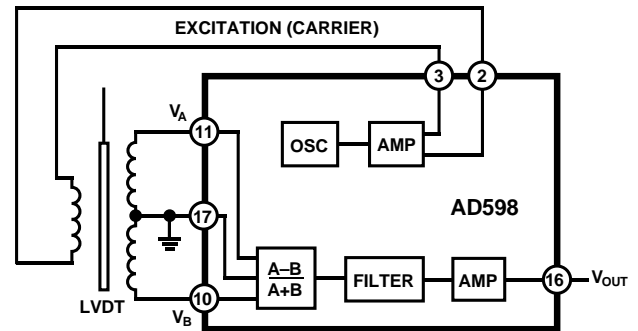 EXCITATION (CARRIER)
3
2
VA
11
OSC
AMP
17
AD598
A–B
A+B
FILTER
AMP
16
VOUT
LVDT
10
VB